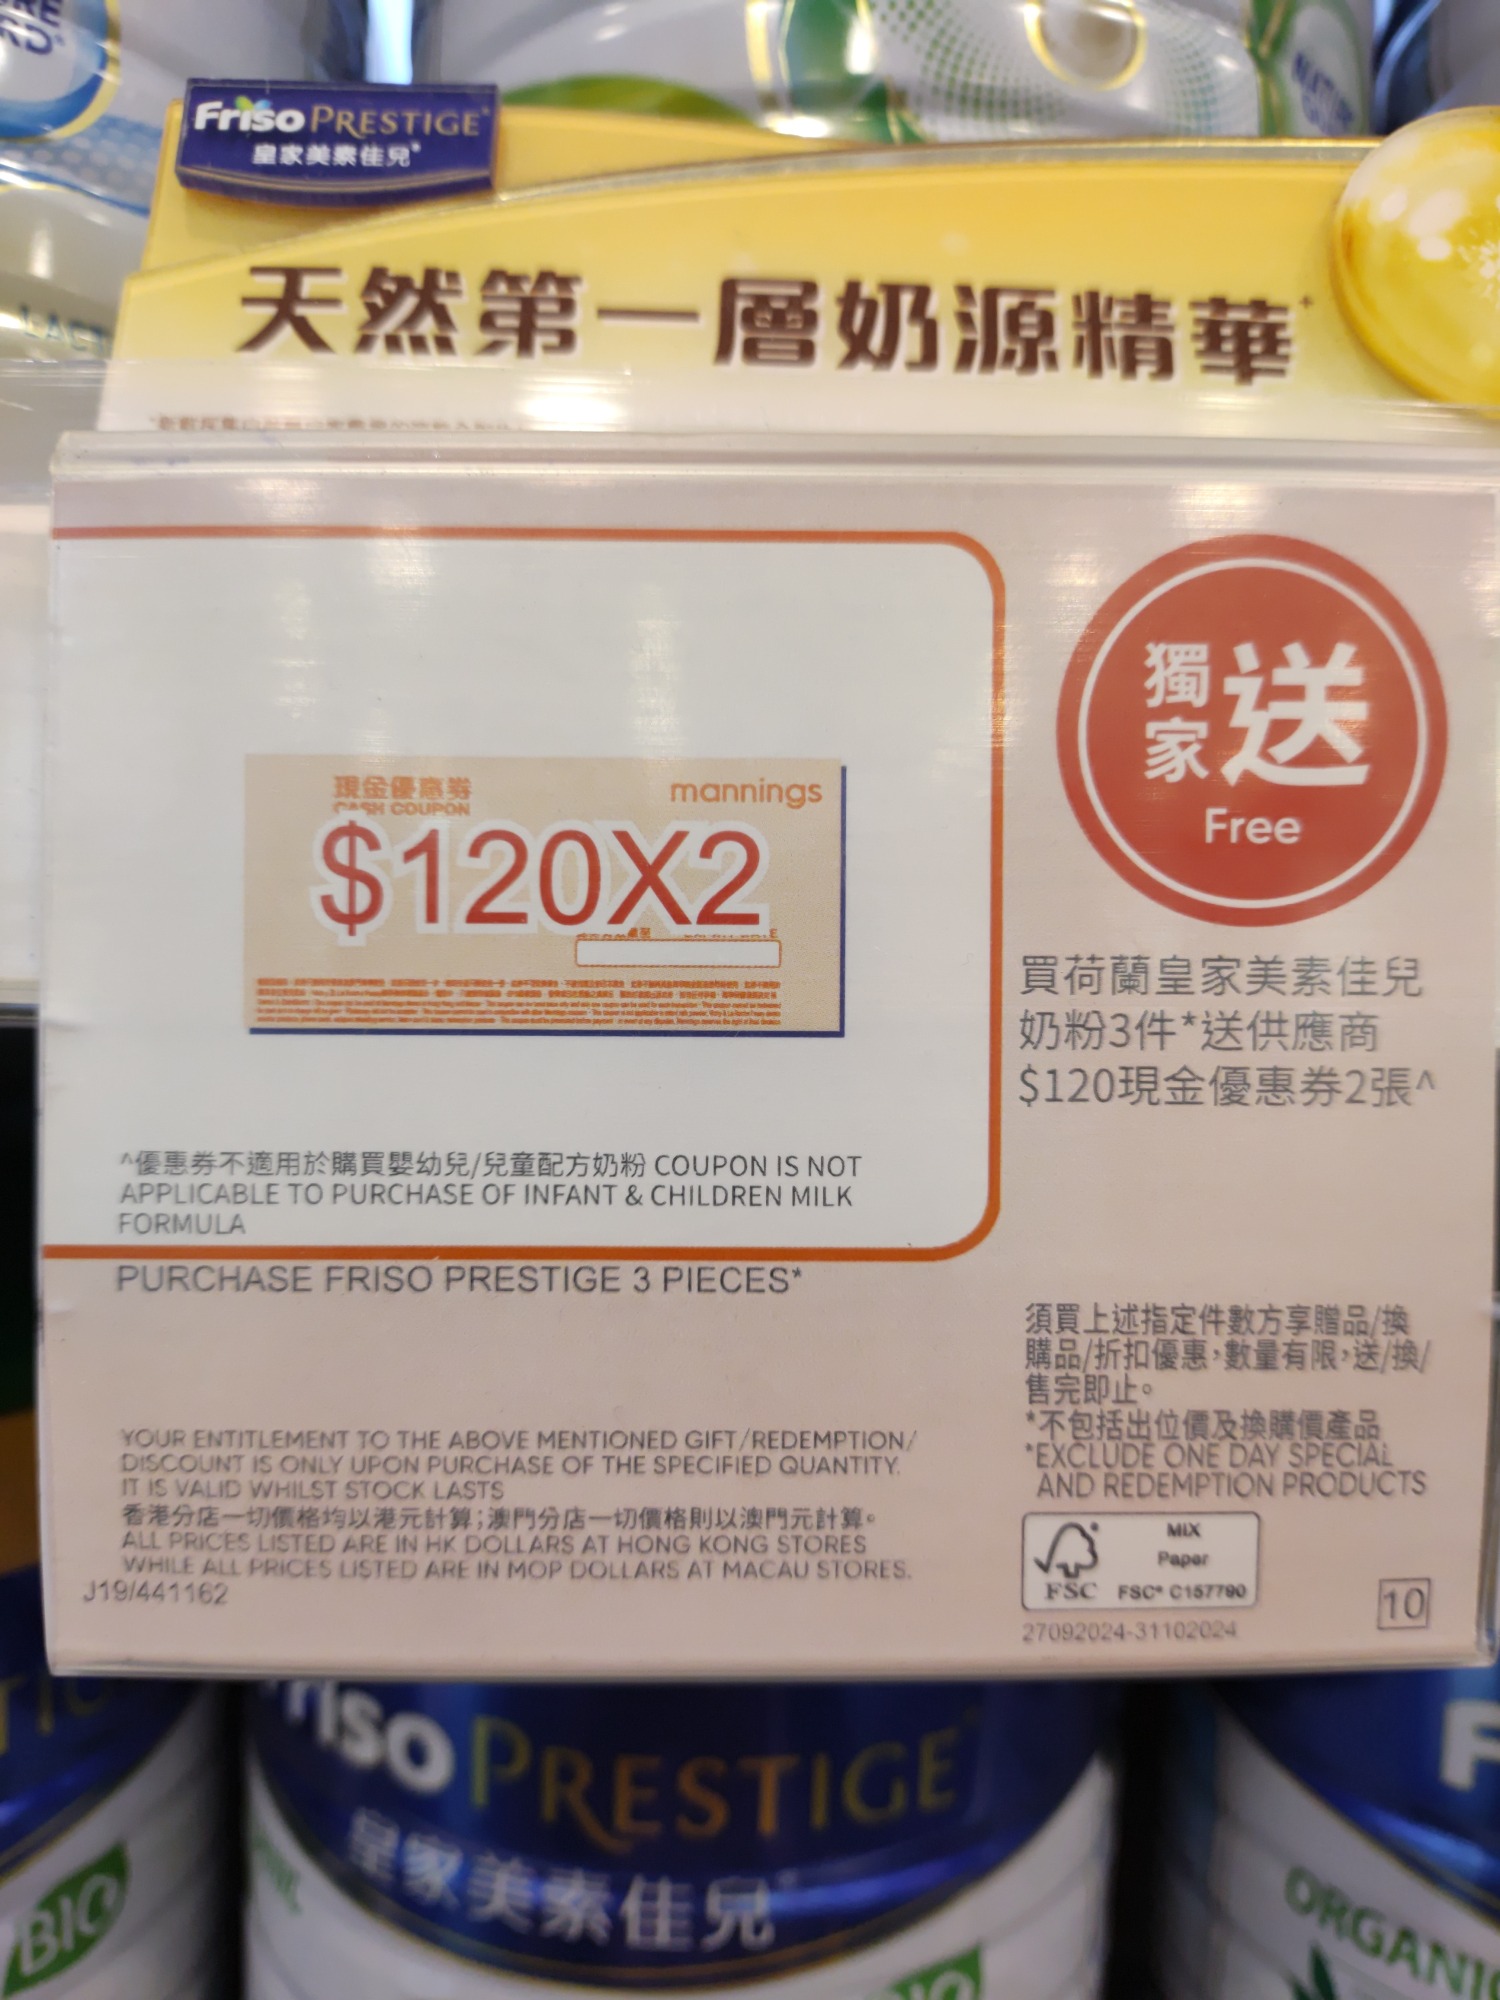 Friso PRESTIGE
皇家美素佳兒
天然第一層奶源精華+
現金優惠券
CASH COUPON
mannings
$120X2
獨家送
Free
買荷蘭皇家美素佳兒
奶粉3件*送供應商
$120現金優惠券2張^
^優惠券不適用於購買嬰幼兒/兒童配方奶粉 COUPON IS NOT
APPLICABLE TO PURCHASE OF INFANT & CHILDREN MILK
FORMULA
PURCHASE FRISO PRESTIGE 3 PIECES*
須買上述指定件數方享贈品/換
購品/折扣優惠，數量有限，送/換/
售完即止。
*不包括出位價及換購價產品
*EXCLUDE ONE DAY SPECIAL
AND REDEMPTION PRODUCTS
YOUR ENTITLEMENT TO THE ABOVE MENTIONED GIFT/REDEMPTION/
DISCOUNT IS ONLY UPON PURCHASE OF THE SPECIFIED QUANTITY.
IT IS VALID WHILST STOCK LASTS
香港分店一切價格均以港元計算；澳門分店一切價格則以澳門元計算。
ALL PRICES LISTED ARE IN HK DOLLARS AT HONG KONG STORES
WHILE ALL PRICES LISTED ARE IN MOP DOLLARS AT MACAU STORES.
J19/441162
FSC
MIX
Paper
FSC® C157790
27092024-31102024
10
Friso PRESTIGE
皇家美素佳兒
BIO
ORGANIC